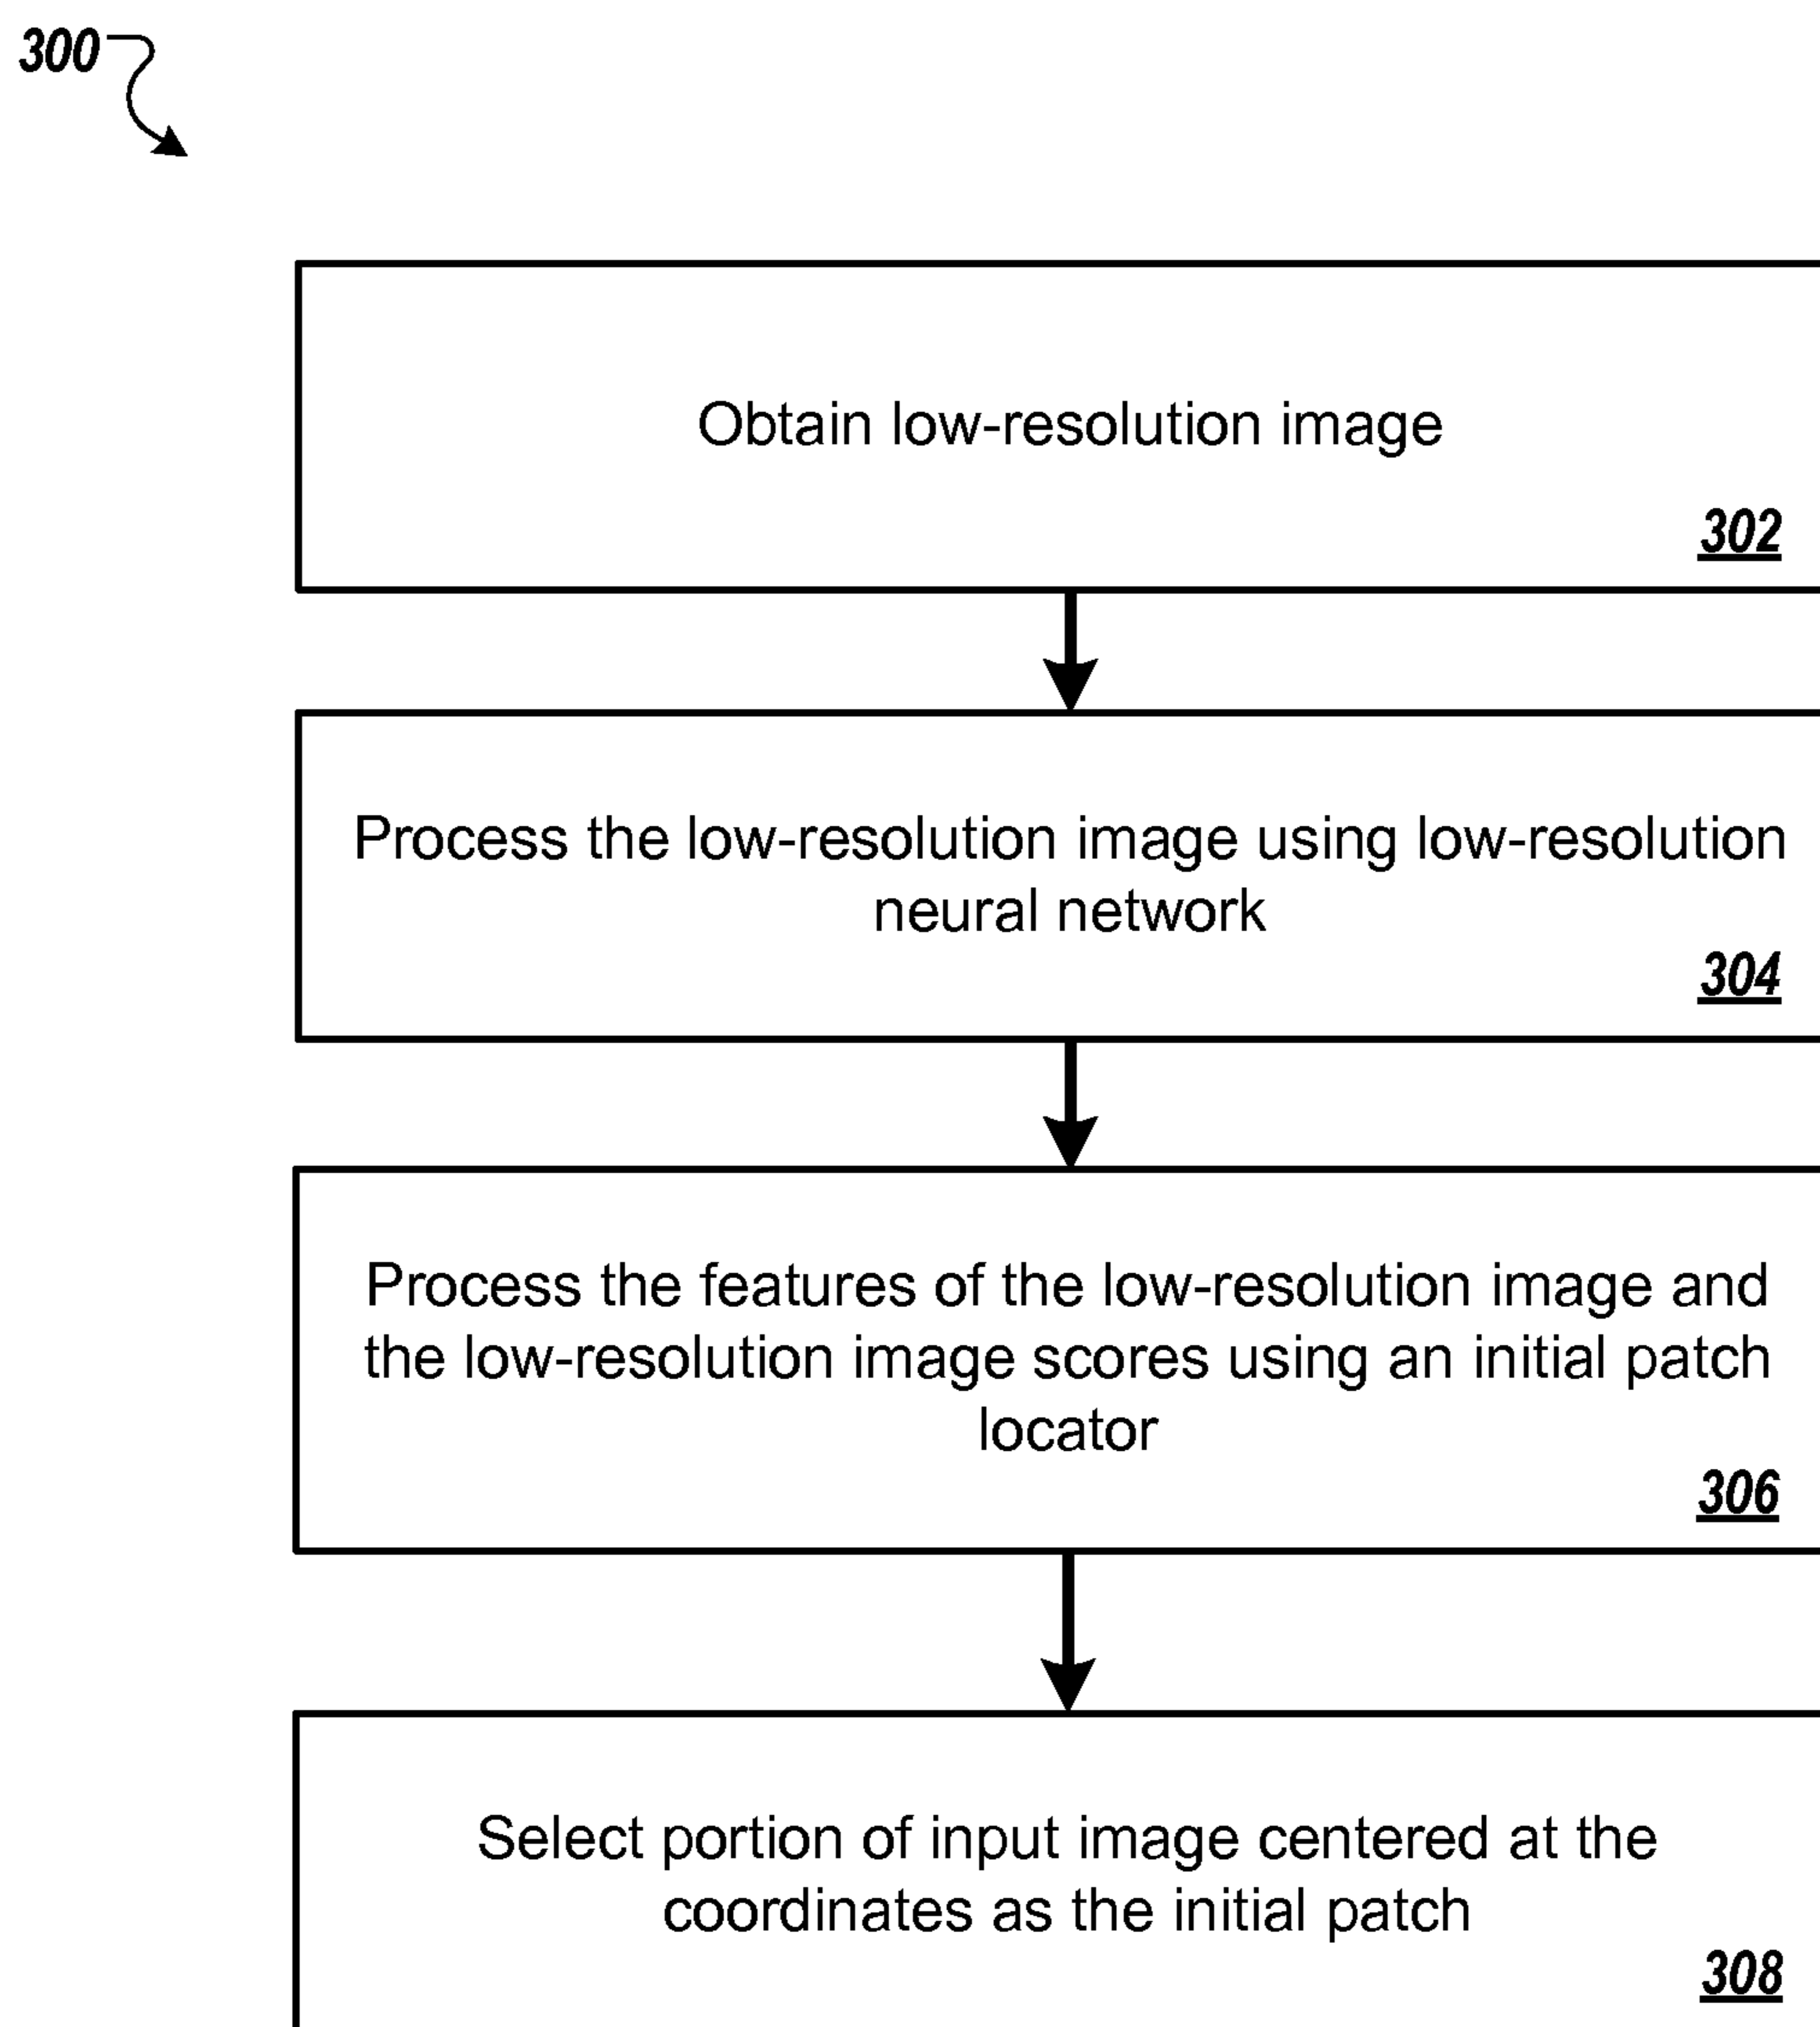 300
Obtain low-resolution image
302
Process the low-resolution image using low-resolution
neural network
304
Process the features of the low-resolution image and
the low-resolution image scores using an initial patch
locator
306
Select portion of input image centered at the
coordinates as the initial patch
308